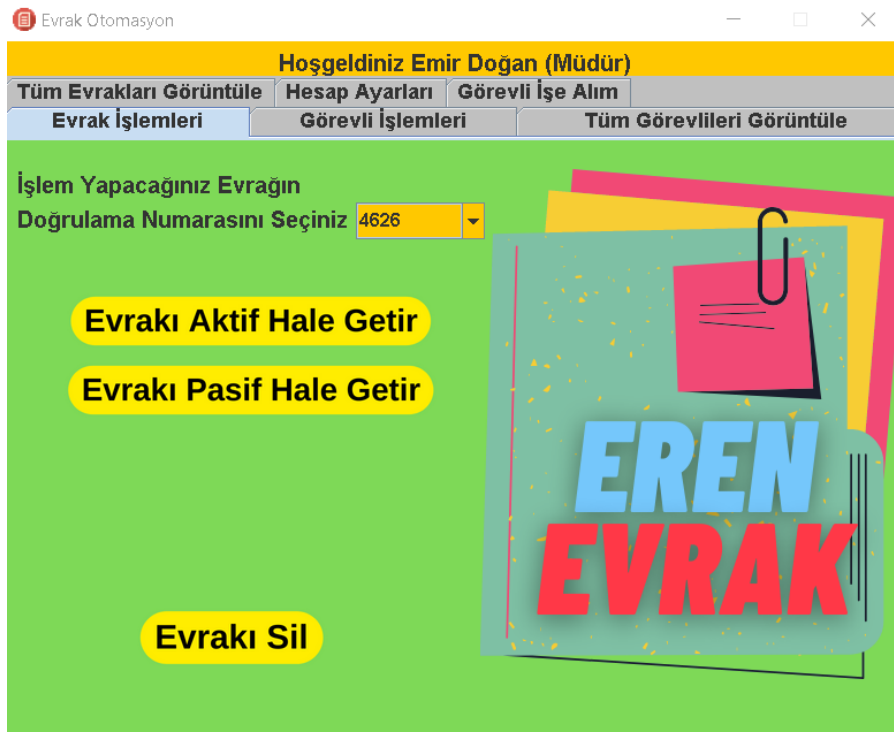 Evrak Otomasyon
Hoşgeldiniz Emir Doğan (Müdür)
Tüm Evrakları Görüntüle Hesap Ayarları Görevli İşe Alım
Evrak İşlemleri Görevli İşlemleri Tüm Görevlileri Görüntüle
İşlem Yapacağınız Evrağın
Doğrulama Numarasını Seçiniz 4626
Evrakı Aktif Hale Getir
Evrakı Pasif Hale Getir
Evrakı Sil
EREN
EVRAK